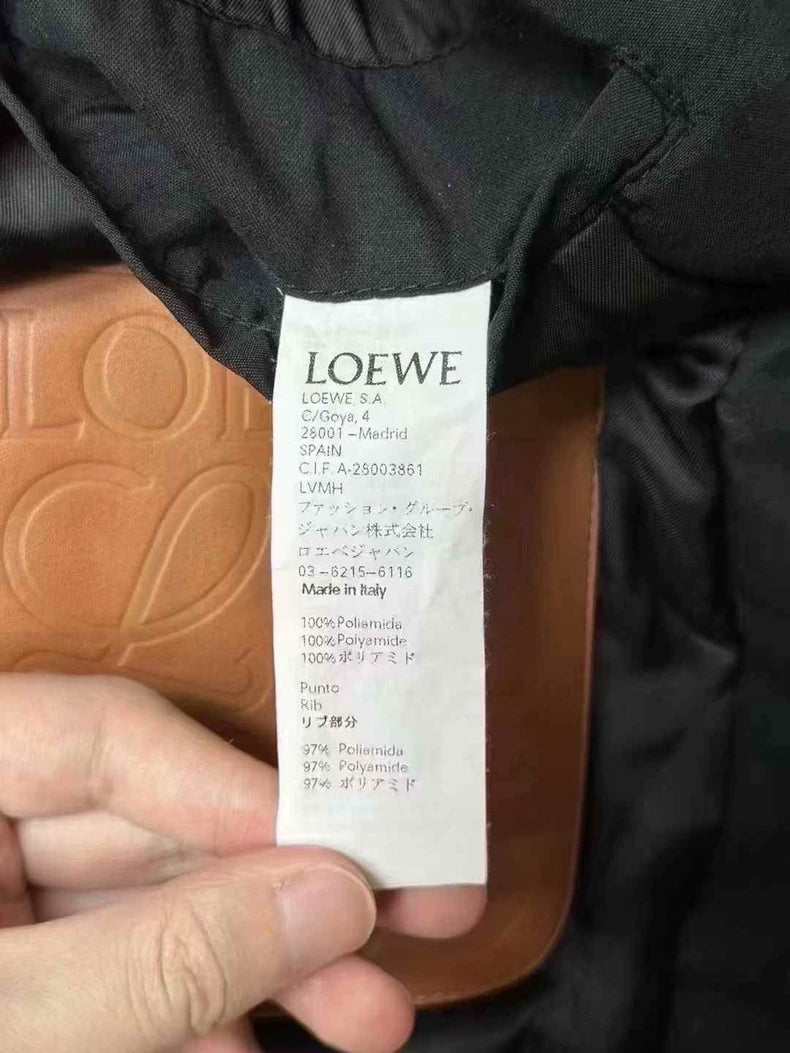 LOEWE
LOEWE S.A.
C/Goya, 4
28001 – Madrid
SPAIN
C.I.F. A-28003861
LVMH
ファッション・グループ・
ジャパン株式会社
ロエベジャパン
03-6215-6116
Made in Italy
100% Poliamida
100% Polyamide
100% ポリアミド
Punto
Rib
リブ部分
97% Poliamida
97% Polyamide
97% ポリアミド